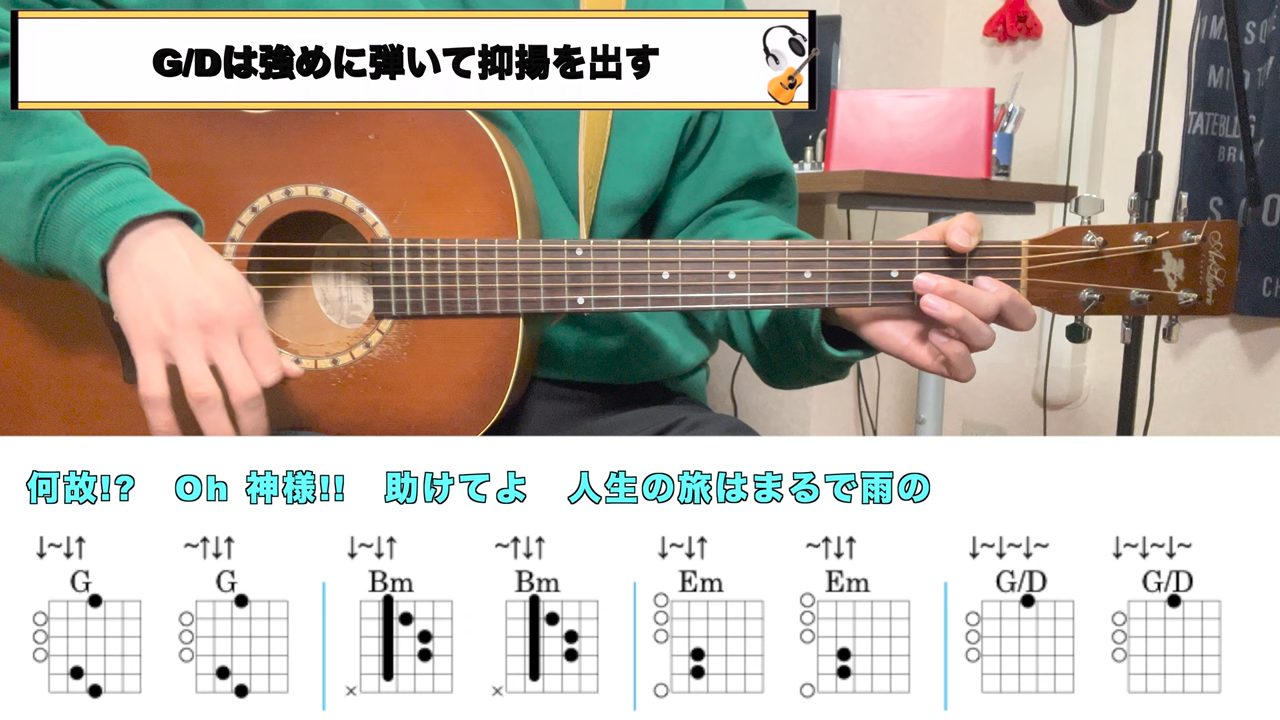 G/Dは強めに弾いて抑揚を出す
何故!? Oh 神様!! 助けてよ 人生の旅はまるで雨の
↓~↓↑ ~↑↓↑ ↓~↓↑ ~↑↓↑ ↓~↓↑ ~↑↓↑ ↓~↓~↓~ ↓~↓~↓~
G G Bm Bm Em Em G/D G/D
× ×